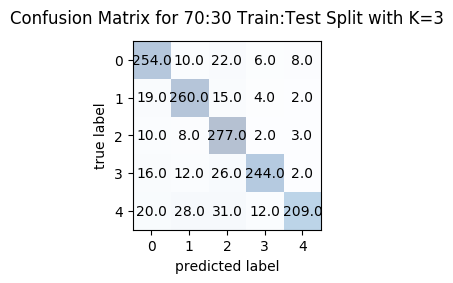 Confusion Matrix for 70:30 Train:Test Split with K=3
0 254.0 10.0 22.0 6.0 8.0
1 19.0 260.0 15.0 4.0 2.0
2 10.0 8.0 277.0 2.0 3.0
3 16.0 12.0 26.0 244.0 2.0
4 20.0 28.0 31.0 12.0 209.0
true label
0 1 2 3 4
predicted label